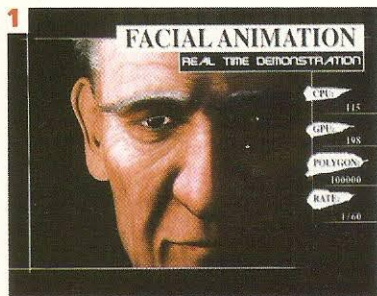 1
FACIAL ANIMATION
REAL TIME DEMONSTRATION
CPU:
115
GPU:
198
POLYGON:
100000
RATE:
1/60